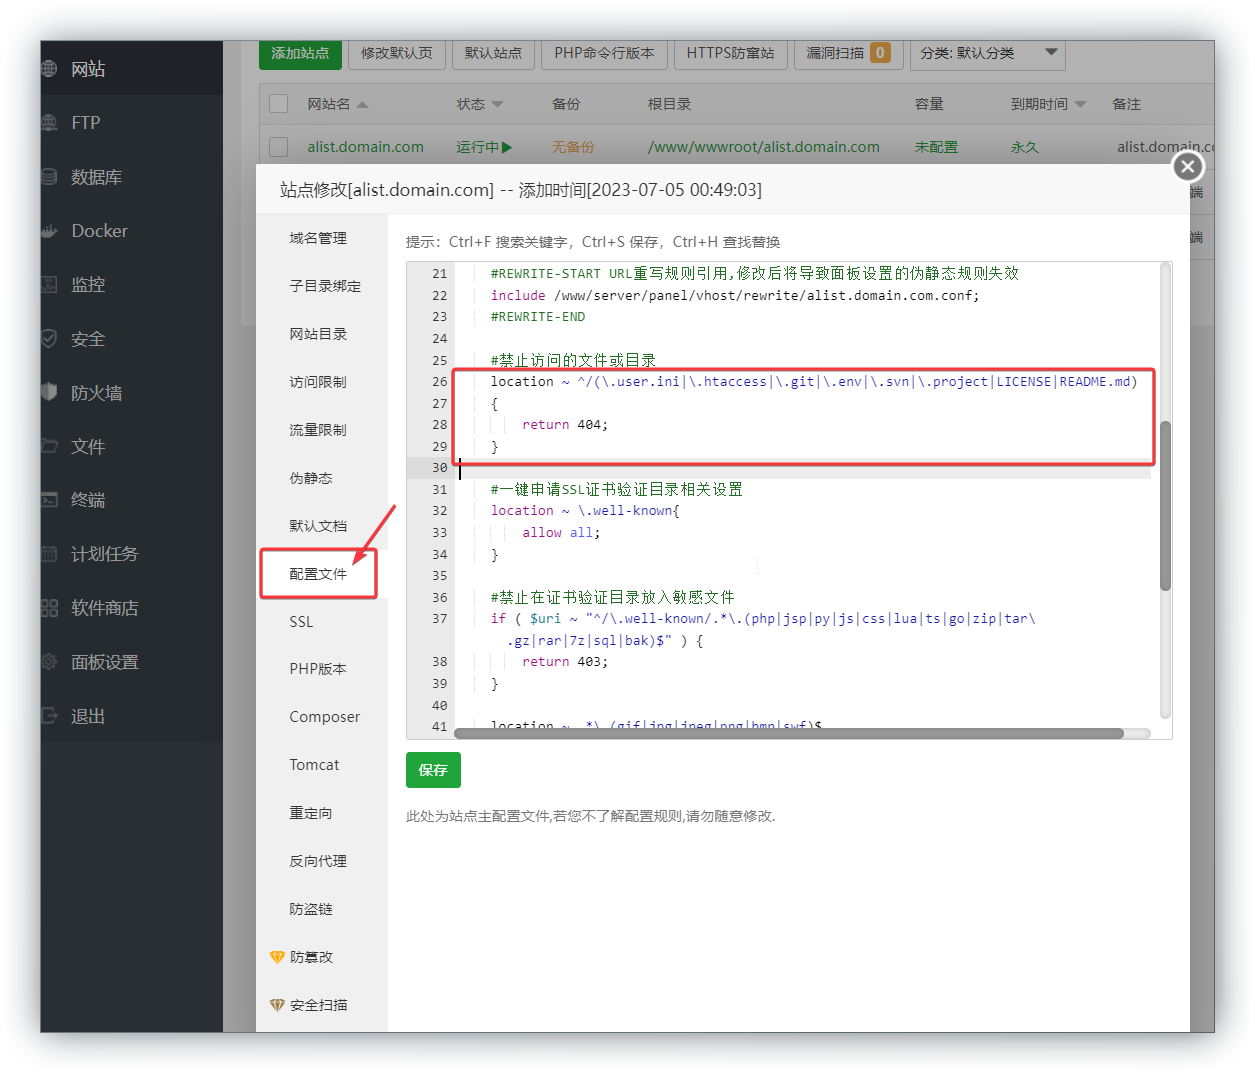 网站
FTP
数据库
Docker
监控
安全
防火墙
文件
终端
计划任务
软件商店
面板设置
退出
添加站点 修改默认页 默认站点 PHP命令行版本 HTTPS防窜站 漏洞扫描 0 分类: 默认分类
网站名 状态 备份 根目录 容量 到期时间 备注
alist.domain.com 运行中 无备份 /www/wwwroot/alist.domain.com 未配置 永久 alist.domain.co
端
端
站点修改[alist.domain.com] -- 添加时间[2023-07-05 00:49:03]
域名管理
子目录绑定
网站目录
访问限制
流量限制
伪静态
默认文档
配置文件
SSL
PHP版本
Composer
Tomcat
重定向
反向代理
防盗链
防篡改
安全扫描
提示：Ctrl+F 搜索关键字，Ctrl+S 保存，Ctrl+H 查找替换
21 #REWRITE-START URL重写规则引用,修改后将导致面板设置的伪静态规则失效
22 include /www/server/panel/vhost/rewrite/alist.domain.com.conf;
23 #REWRITE-END
24
25 #禁止访问的文件或目录
26 location ~ ^/(\.user.ini|\.htaccess|\.git|\.env|\.svn|\.project|LICENSE|README.md)
27 {
28 return 404;
29 }
30
31 #一键申请SSL证书验证目录相关设置
32 location ~ \.well-known{
33 allow all;
34 }
35
36 #禁止在证书验证目录放入敏感文件
37 if ( $uri ~ "^/\.well-known/.*\.(php|jsp|py|js|css|lua|ts|go|zip|tar\
.gz|rar|7z|sql|bak)$" ) {
38 return 403;
39 }
40
41 location ~ .*\.(gif|jpg|jpeg|png|bmp|swf)$
保存
此处为站点主配置文件,若您不了解配置规则,请勿随意修改.